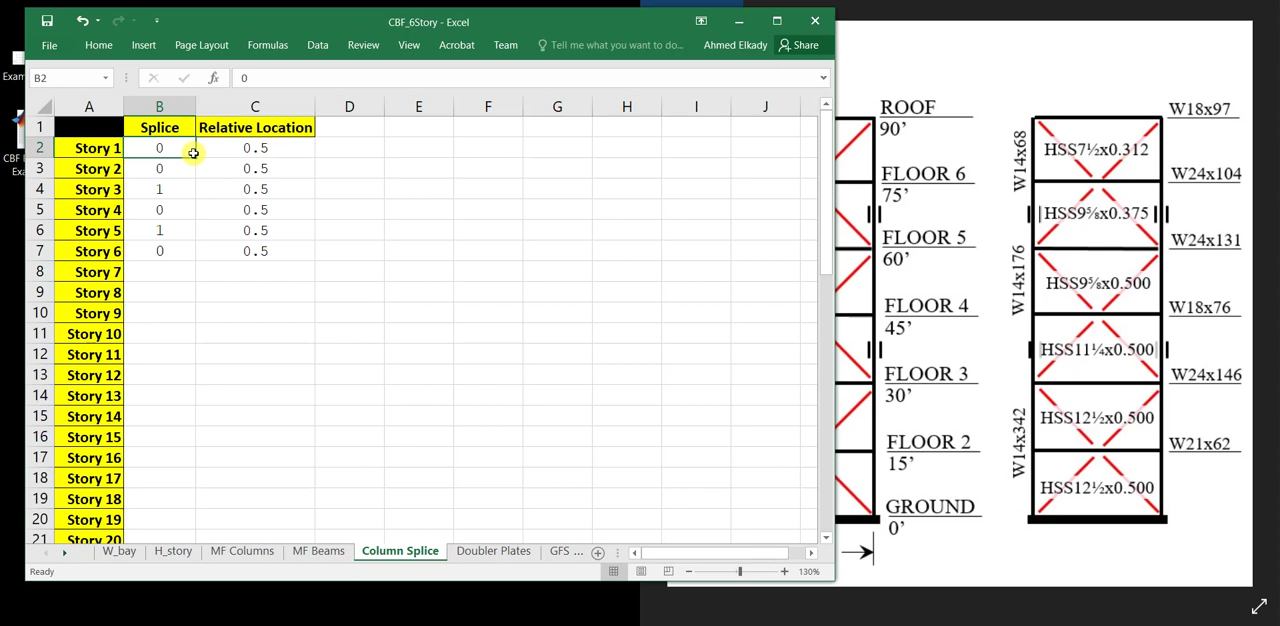 CBF_6Story - Excel
File Home Insert Page Layout Formulas Data Review View Acrobat Team Tell me what you want to do... Ahmed Elkady Share
B2 fx 0
A B C D E F G H I J
1 Splice Relative Location
2 Story 1 0 0.5
3 Story 2 0 0.5
4 Story 3 1 0.5
5 Story 4 0 0.5
6 Story 5 1 0.5
7 Story 6 0 0.5
8 Story 7
9 Story 8
10 Story 9
11 Story 10
12 Story 11
13 Story 12
14 Story 13
15 Story 14
16 Story 15
17 Story 16
18 Story 17
19 Story 18
20 Story 19
21 Story 20
W_bay H_story MF Columns MF Beams Column Splice Doubler Plates GFS ...
Ready 130%
Exam
CBF
Exa
ROOF
90’
FLOOR 6
75’
FLOOR 5
60’
FLOOR 4
45’
FLOOR 3
30’
FLOOR 2
15’
GROUND
0’
W14x68
W14x176
W14x342
HSS7½x0.312
HSS9⅝x0.375
HSS9⅝x0.500
HSS11¼x0.500
HSS12½x0.500
HSS12½x0.500
W18x97
W24x104
W24x131
W18x76
W24x146
W21x62